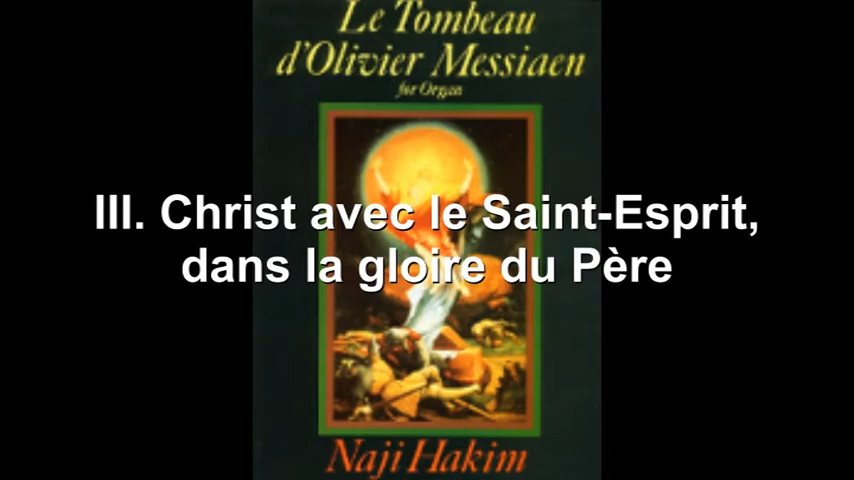 Le Tombeau
d'Olivier Messiaen
for Organ
III. Christ avec le Saint-Esprit,
dans la gloire du Père
Naji Hakim